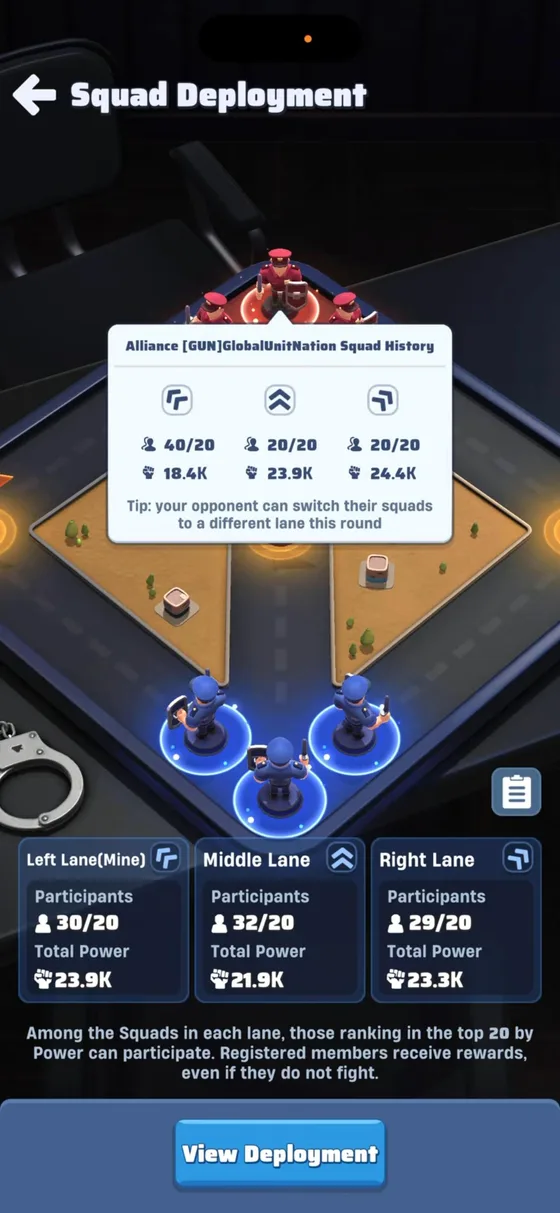 Squad Deployment
Alliance [GUN]GlobalUnitNation Squad History
40/20 20/20 20/20
18.4K 23.9K 24.4K
Tip: your opponent can switch their squads
to a different lane this round
Left Lane(Mine) Middle Lane Right Lane
Participants Participants Participants
30/20 32/20 29/20
Total Power Total Power Total Power
23.9K 21.9K 23.3K
Among the Squads in each lane, those ranking in the top 20 by
Power can participate. Registered members receive rewards,
even if they do not fight.
View Deployment